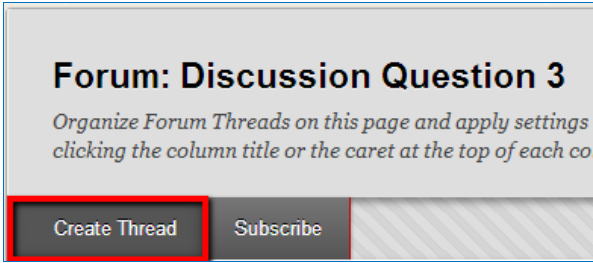 Forum: Discussion Question 3
Organize Forum Threads on this page and apply settings
clicking the column title or the caret at the top of each co
Create Thread
Subscribe